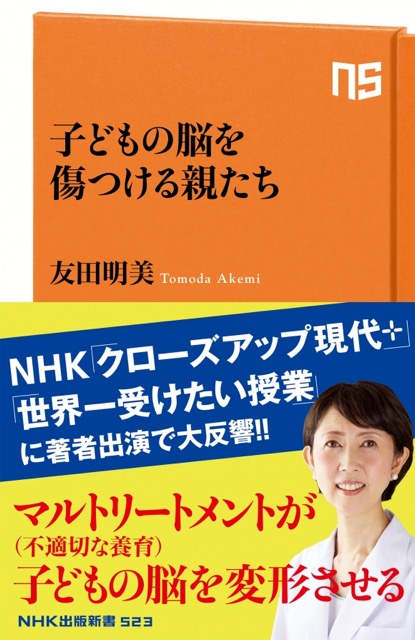 NS
子どもの脳を
傷つける親たち
友田明美 Tomoda Akemi
NHK「クローズアップ現代+」
「世界一受けたい授業」
に著者出演で大反響!!
マルトリートメントが
(不適切な養育)
子どもの脳を変形させる
NHK出版新書 523